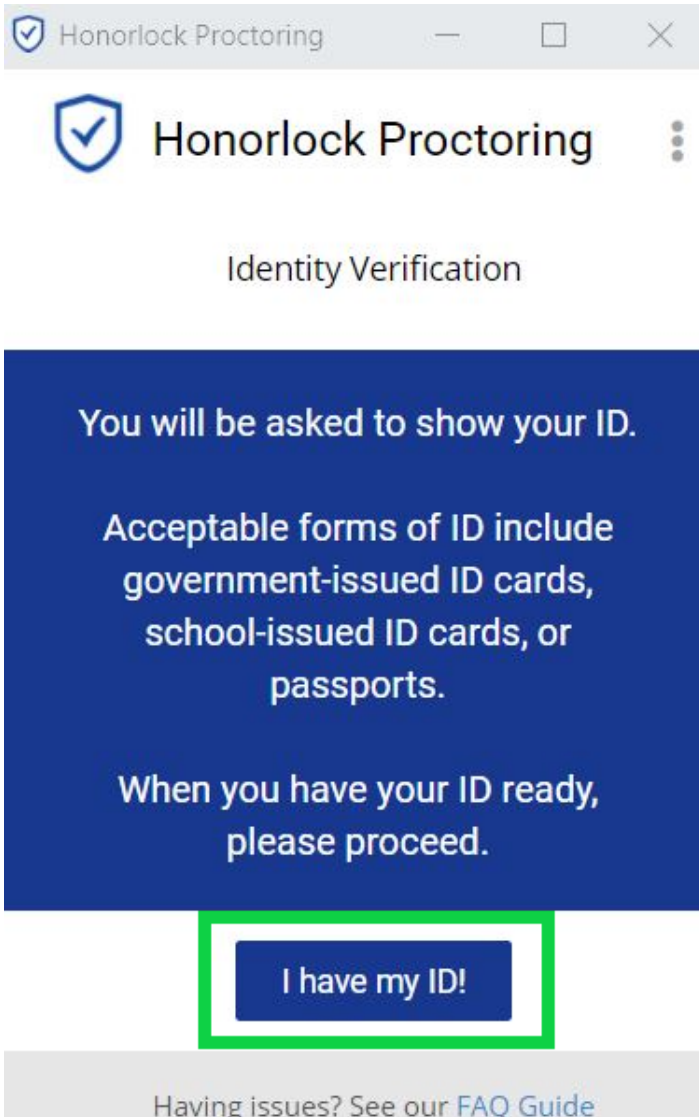 Honorlock Proctoring
Honorlock Proctoring
Identity Verification
You will be asked to show your ID.
Acceptable forms of ID include
government-issued ID cards,
school-issued ID cards, or
passports.
When you have your ID ready,
please proceed.
I have my ID!
Having issues? See our FAQ Guide